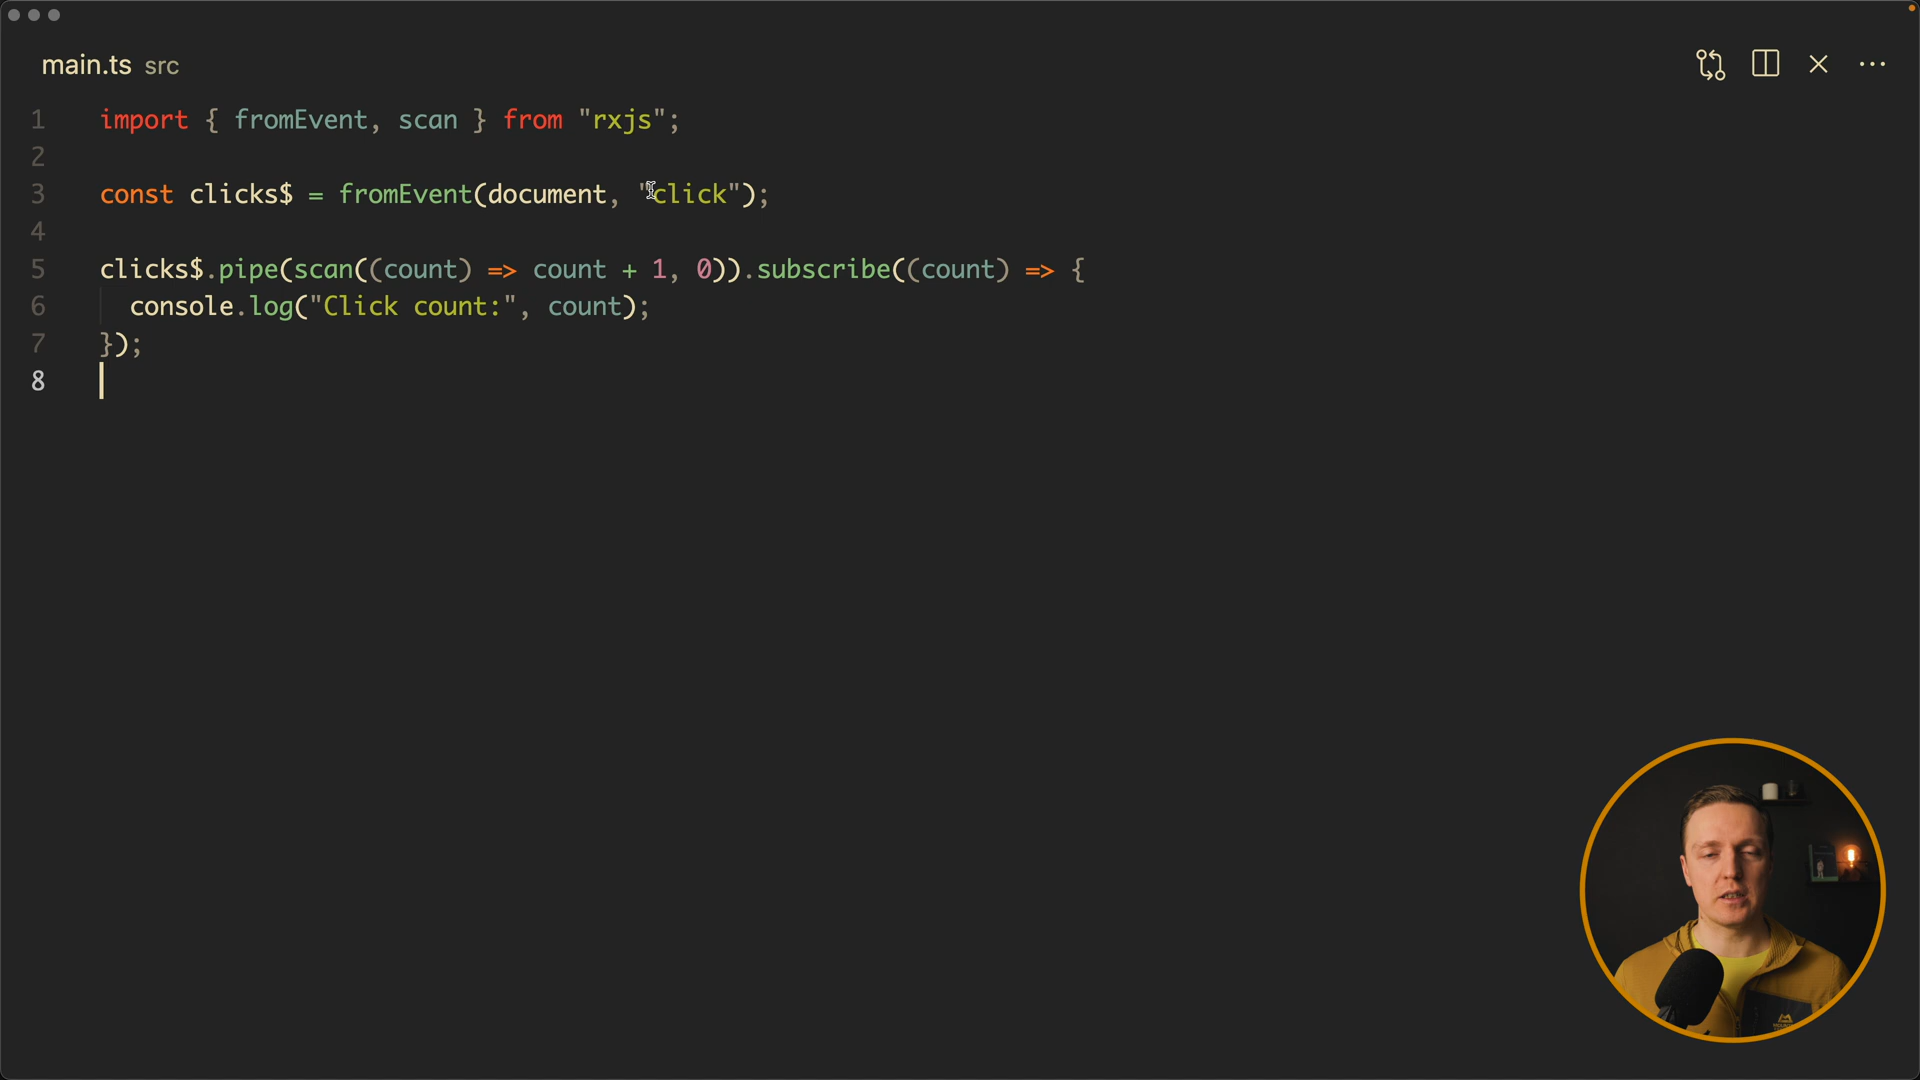 main.ts src
1 import { fromEvent, scan } from "rxjs";
2
3 const clicks$ = fromEvent(document, "click");
4
5 clicks$.pipe(scan((count) => count + 1, 0)).subscribe((count) => {
6 console.log("Click count:", count);
7 });
8